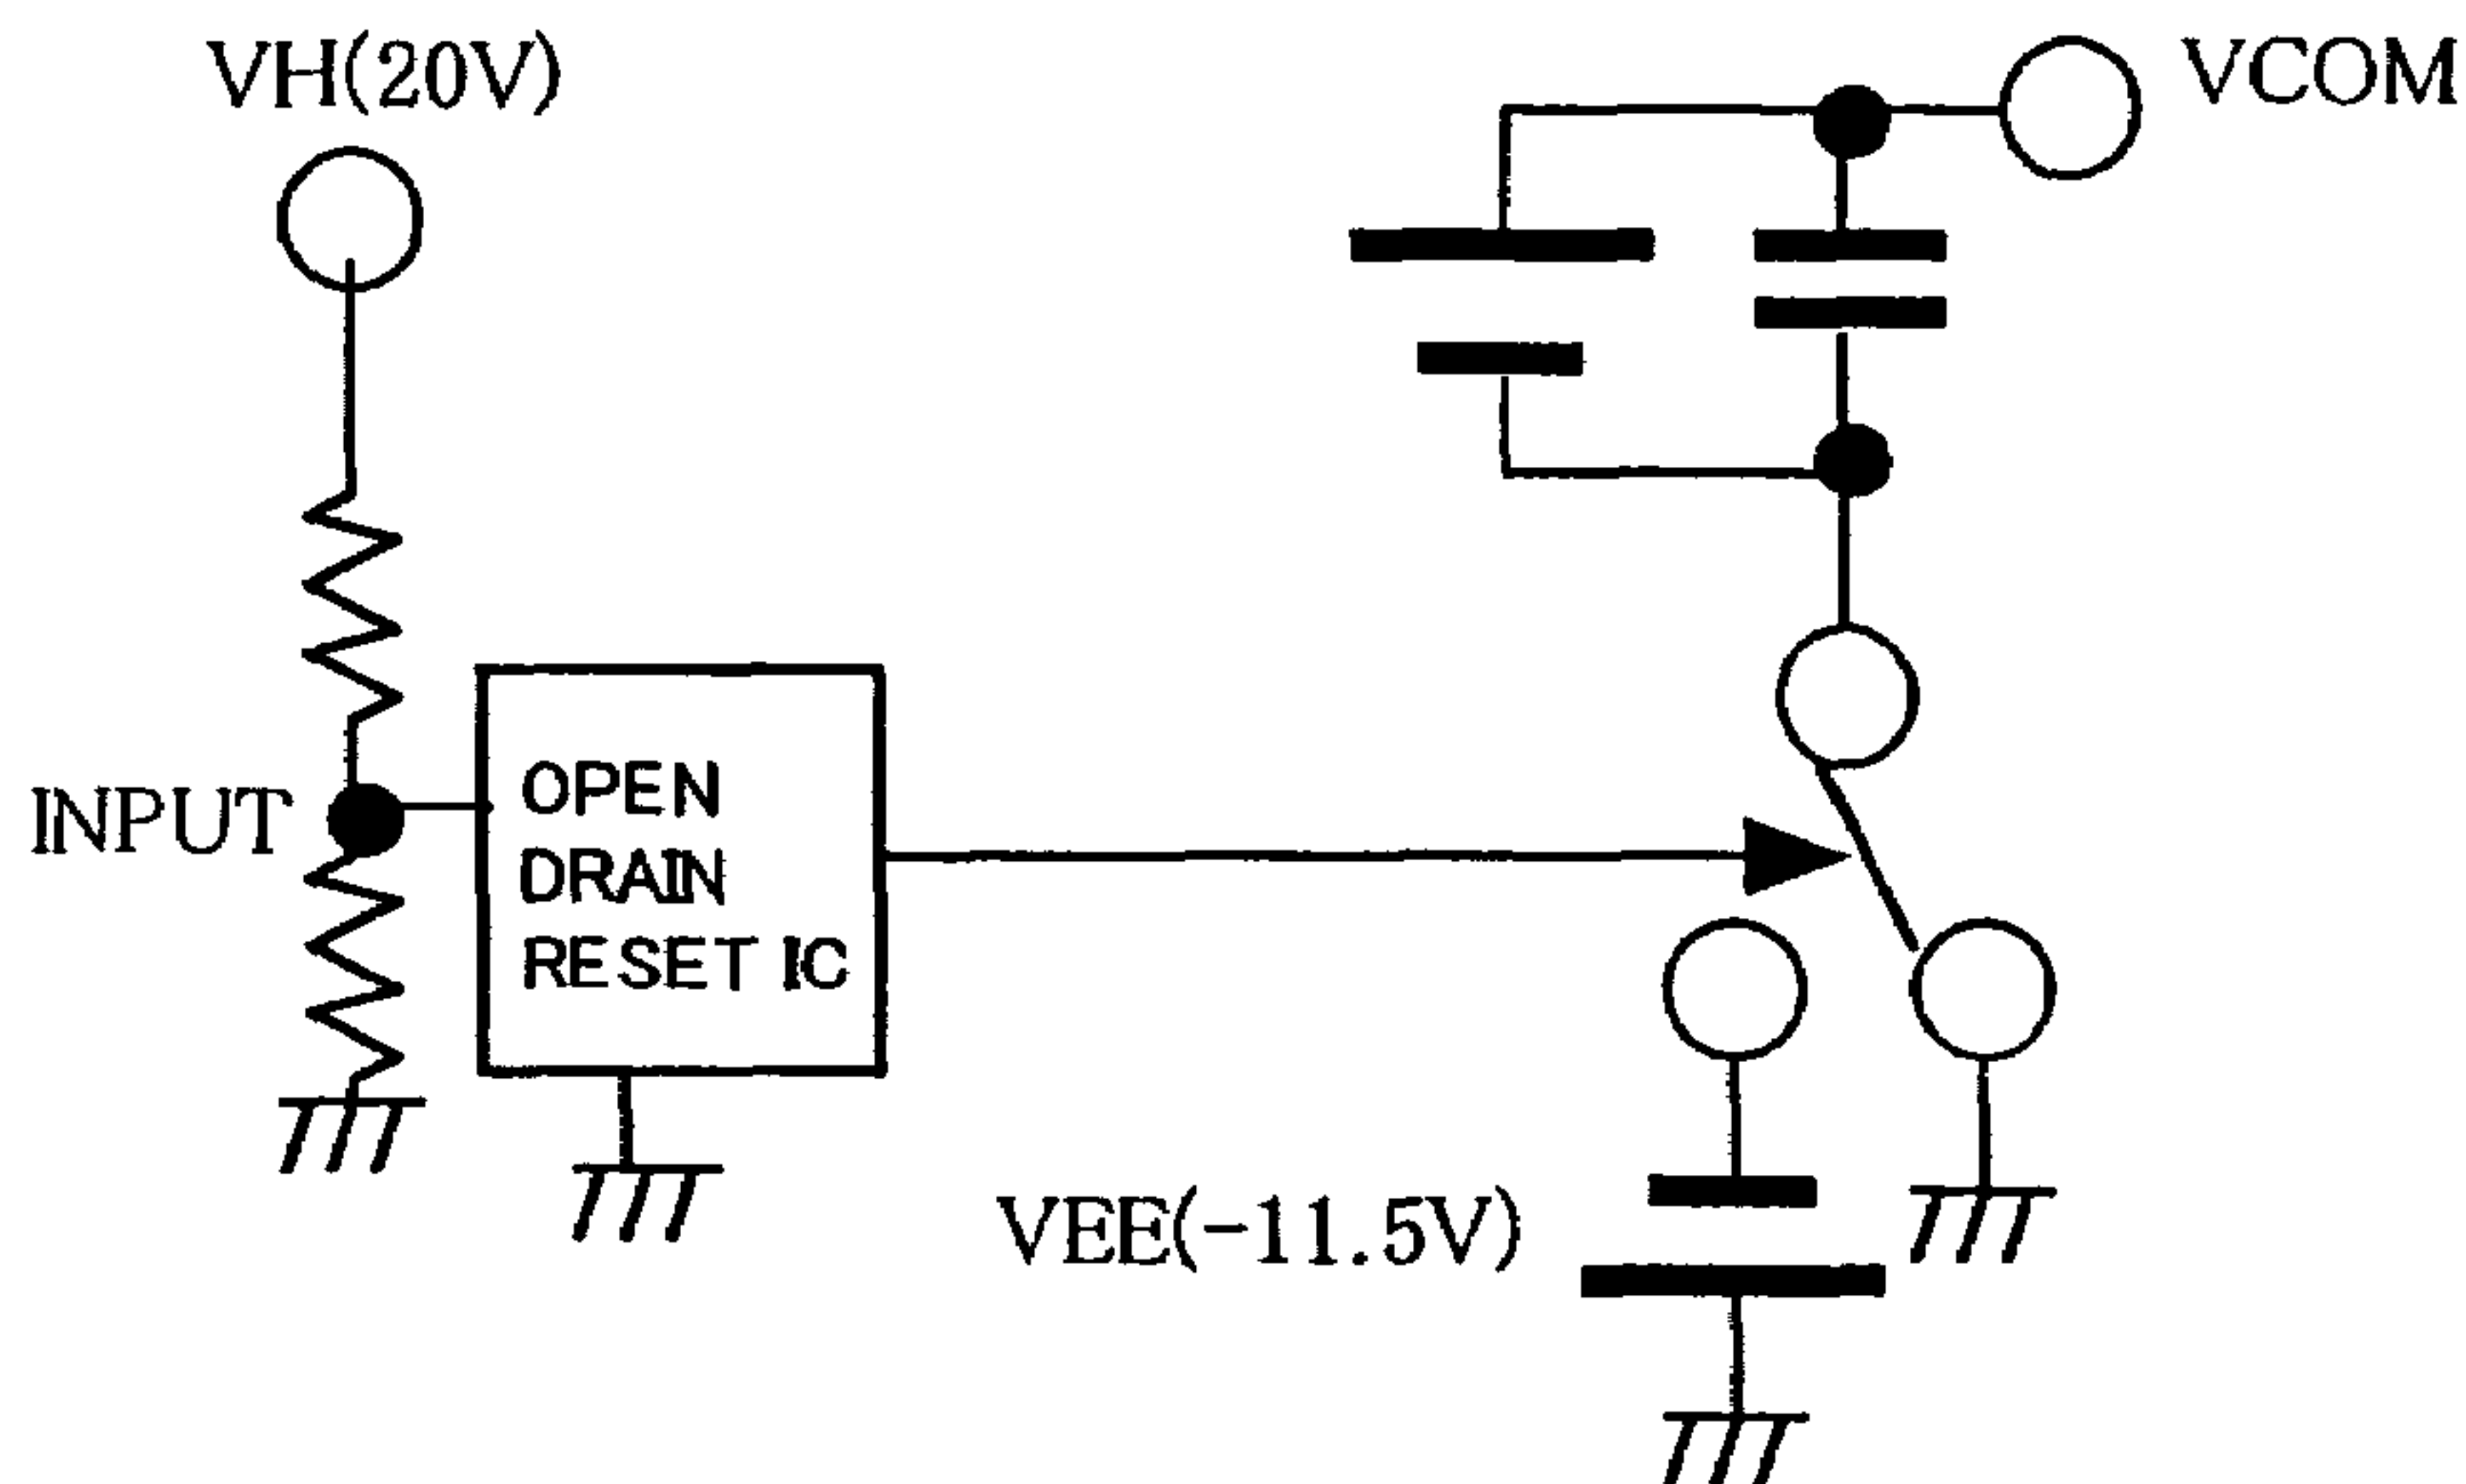 VH(20V)
VCOM
INPUT
OPEN
DRAIN
RESET IC
VEE(-11.5V)